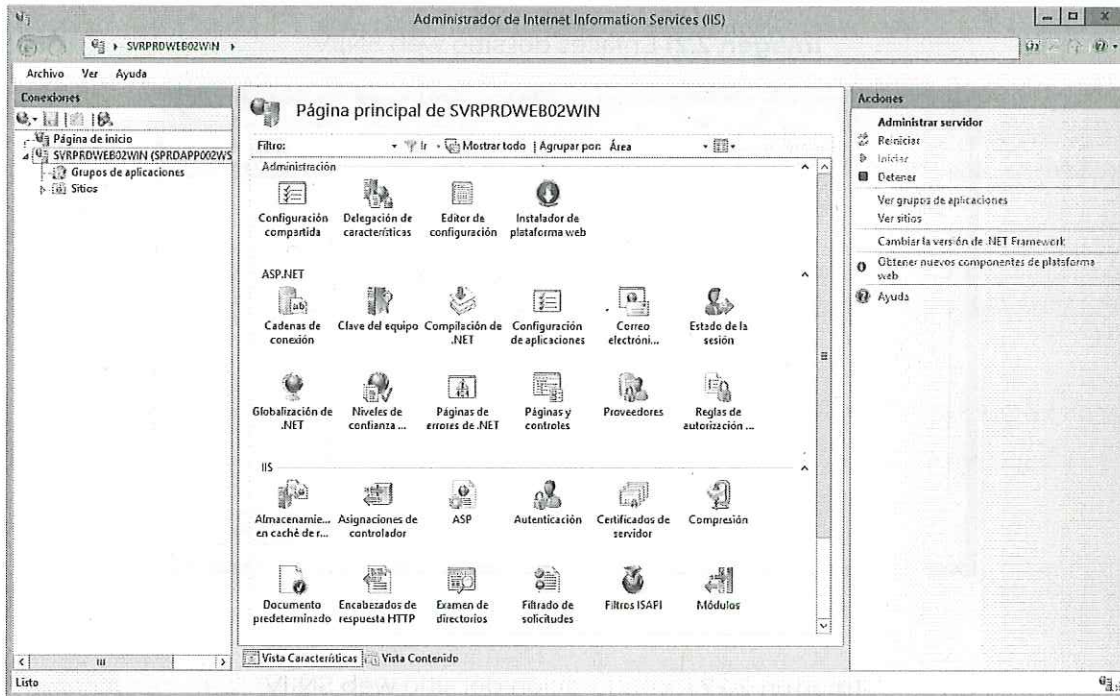 Administrador de Internet Information Services (IIS)
SVRPRDWEB02WIN
Archivo Ver Ayuda
Conexiones
Página de inicio
SVRPRDWEB02WIN (SPRDAPP002WS
Grupos de aplicaciones
Sitios
Página principal de SVRPRDWEB02WIN
Filtro: Ir Mostrar todo Agrupar por: Área
Administración
Configuración compartida
Delegación de características
Editor de configuración
Instalador de plataforma web
ASP.NET
Cadenas de conexión
Clave del equipo
Compilación de .NET
Configuración de aplicaciones
Correo electróni...
Estado de la sesión
Globalización de .NET
Niveles de confianza ...
Páginas de errores de .NET
Páginas y controles
Proveedores
Reglas de autorización ...
IIS
Almacenamie... en caché de r...
Asignaciones de controlador
ASP
Autenticación
Certificados de servidor
Compresión
Documento predeterminado
Encabezados de respuesta HTTP
Examen de directorios
Filtrado de solicitudes
Filtros ISAPI
Módulos
Vista Características Vista Contenido
Acciones
Administrar servidor
Reiniciar
Iniciar
Detener
Ver grupos de aplicaciones
Ver sitios
Cambiar la versión de .NET Framework
Obtener nuevos componentes de plataforma web
Ayuda
Listo